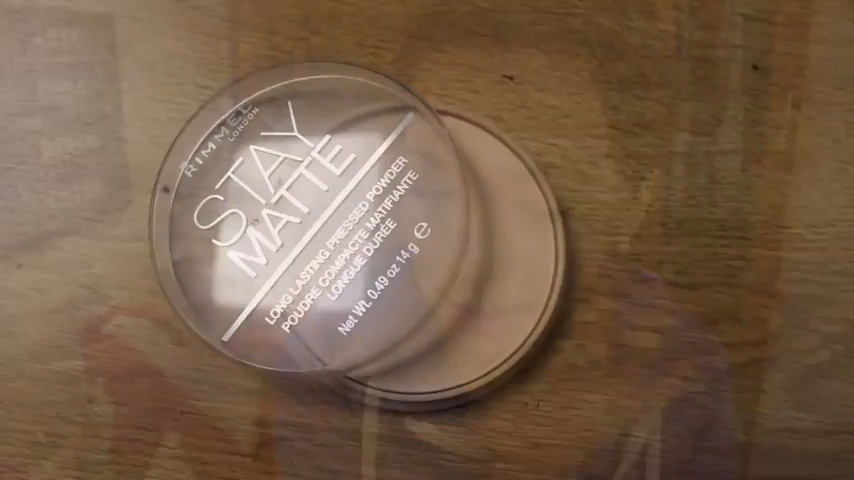 RIMMEL
LONDON
STAY
MATTE
LONG LASTING PRESSED POWDER
POUDRE COMPACTE MATIFIANTE
LONGUE DURÉE
Net Wt. 0.49 oz 14 g ℮